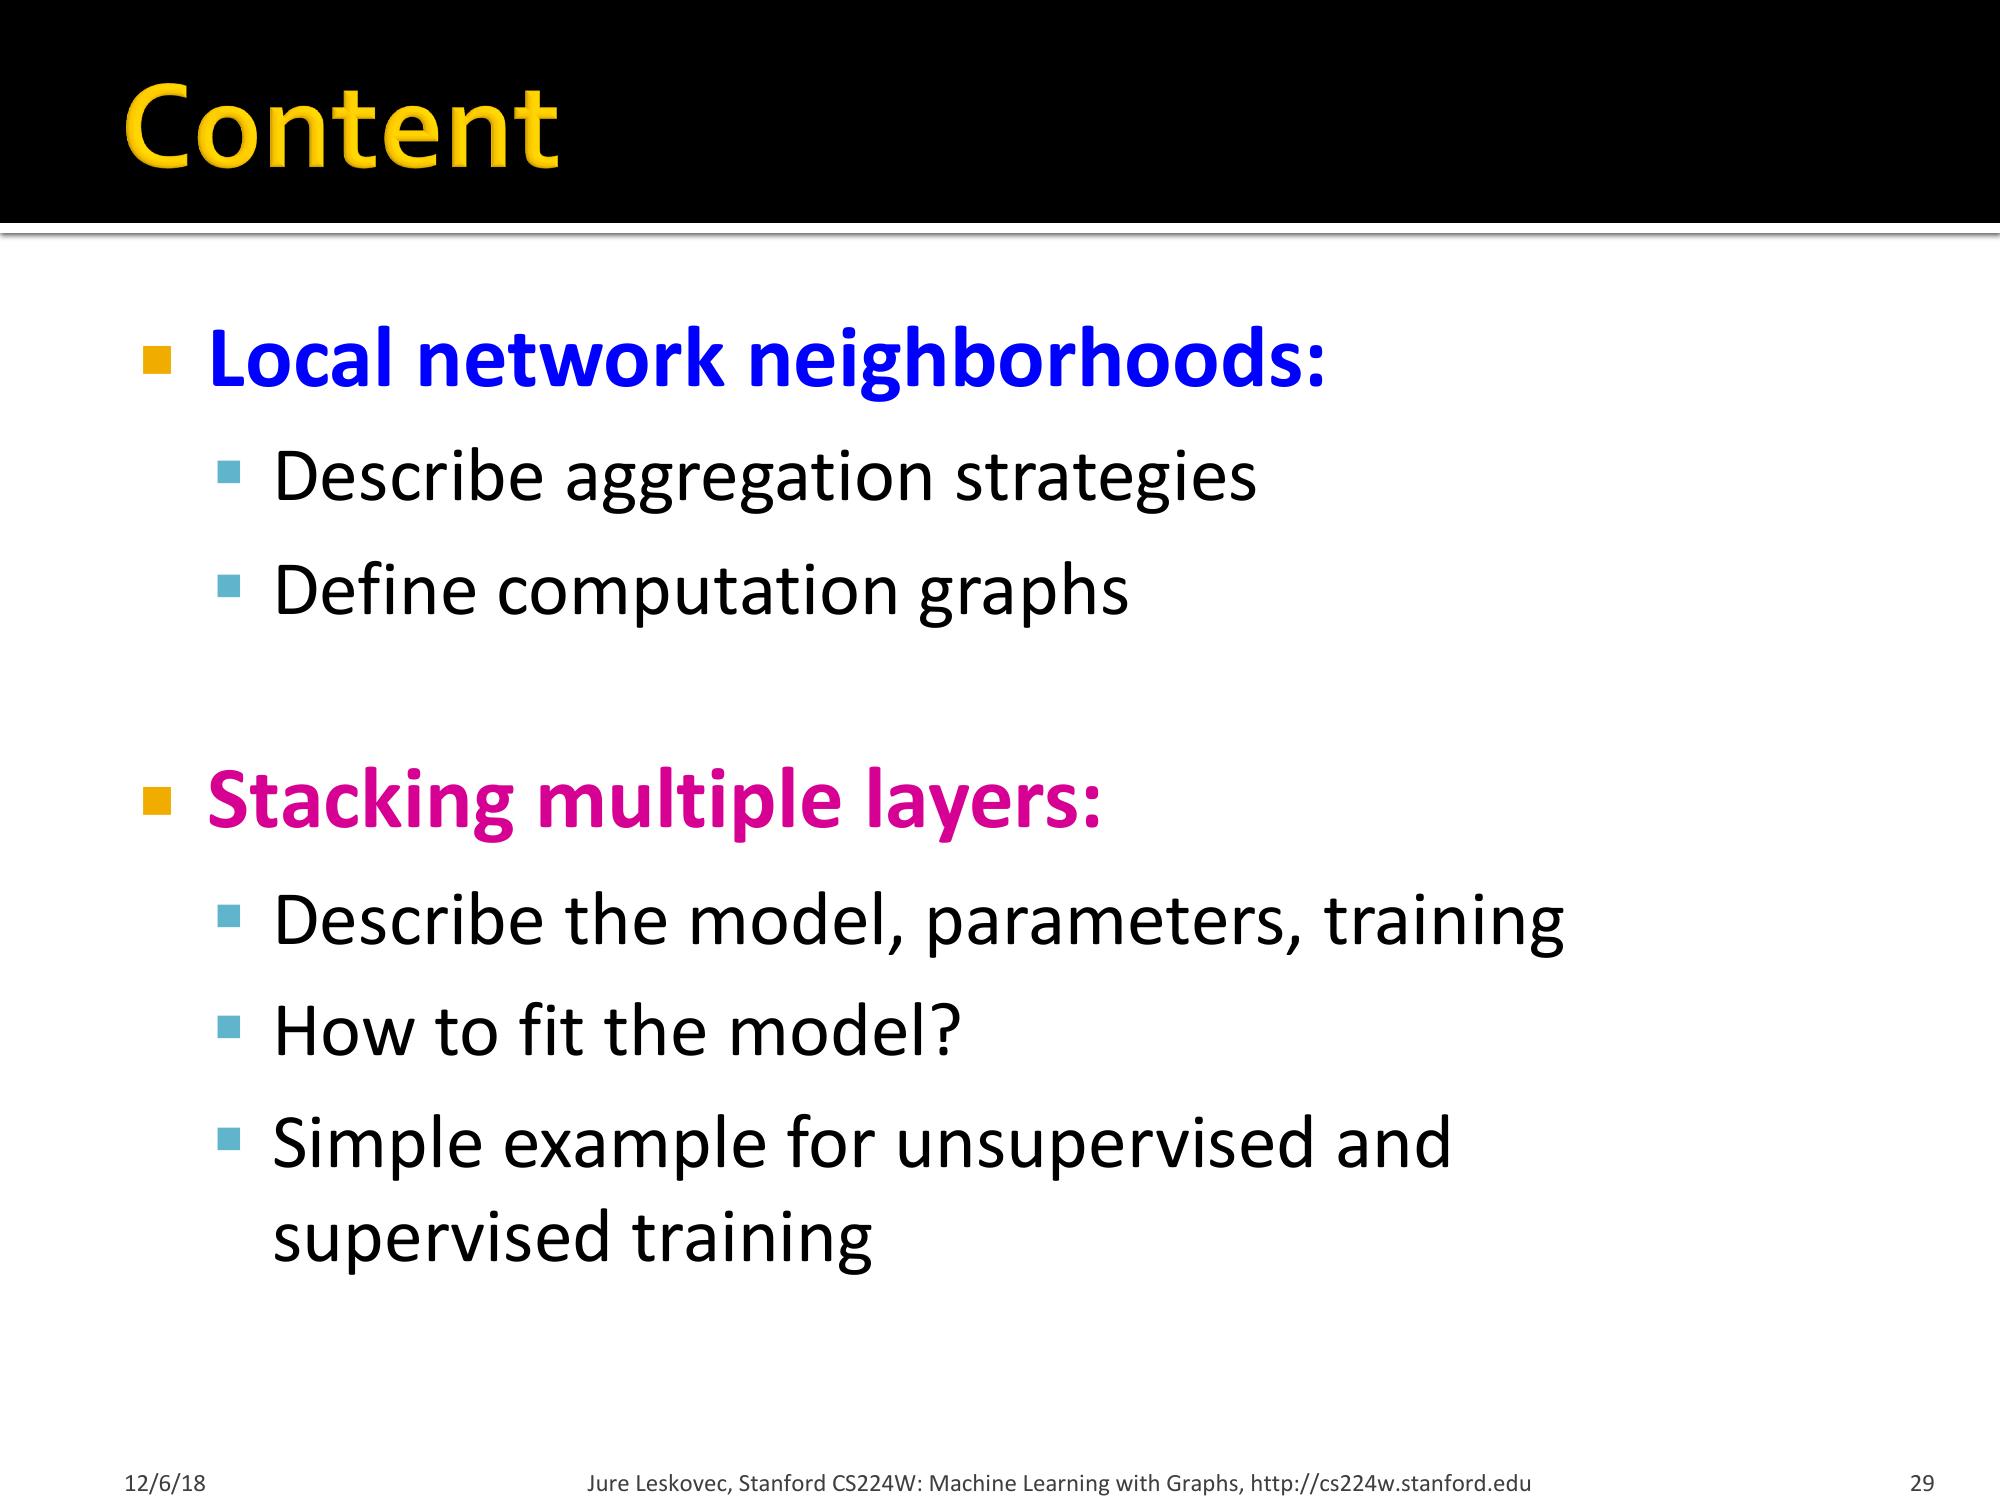 Content
Local network neighborhoods:
Describe aggregation strategies
Define computation graphs
Stacking multiple layers:
Describe the model, parameters, training
How to fit the model?
Simple example for unsupervised and
supervised training
12/6/18
Jure Leskovec, Stanford CS224W: Machine Learning with Graphs, http://cs224w.stanford.edu
29